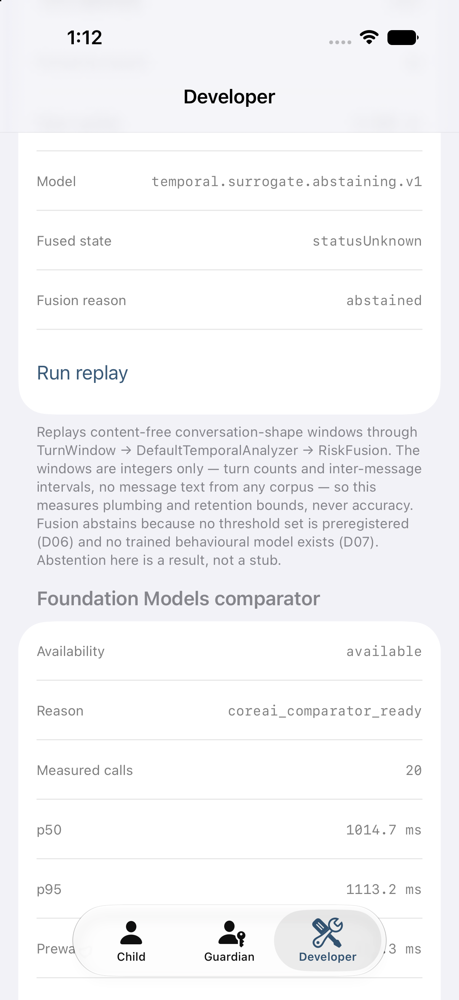 1:12
Developer
Model temporal.surrogate.abstaining.v1
Fused state statusUnknown
Fusion reason abstained
Run replay
Replays content-free conversation-shape windows through
TurnWindow → DefaultTemporalAnalyzer → RiskFusion. The
windows are integers only — turn counts and inter-message
intervals, no message text from any corpus — so this
measures plumbing and retention bounds, never accuracy.
Fusion abstains because no threshold set is preregistered
(D06) and no trained behavioural model exists (D07).
Abstention here is a result, not a stub.
Foundation Models comparator
Availability available
Reason coreai_comparator_ready
Measured calls 20
p50 1014.7 ms
p95 1113.2 ms
ms
Child Guardian Developer